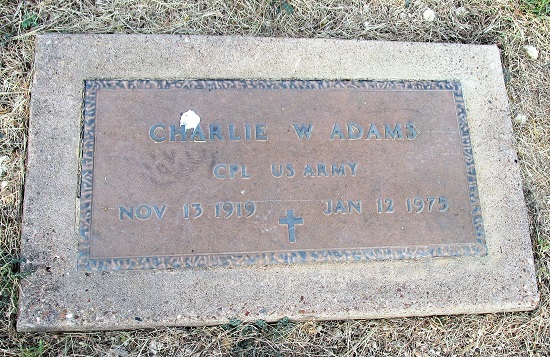 CHARLIE W ADAMS
CPL US ARMY
NOV 13 1919 JAN 12 1975